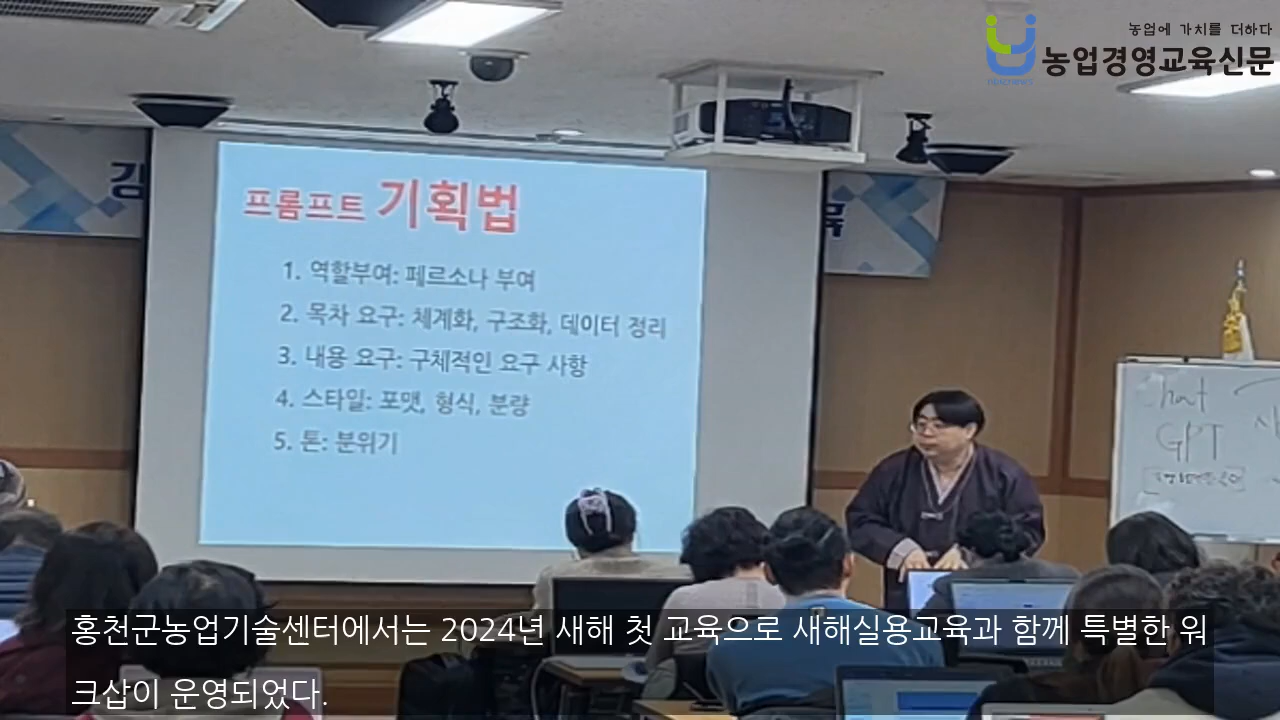 농업에 가치를 더하다
농업경영교육신문
강
육
프롬프트 기획법
1. 역할부여: 페르소나 부여
2. 목차 요구: 체계화, 구조화, 데이터 정리
3. 내용 요구: 구체적인 요구 사항
4. 스타일: 포맷, 형식, 분량
5. 톤: 분위기
Chat
GPT
홍천군농업기술센터에서는 2024년 새해 첫 교육으로 새해실용교육과 함께 특별한 워
크샵이 운영되었다.